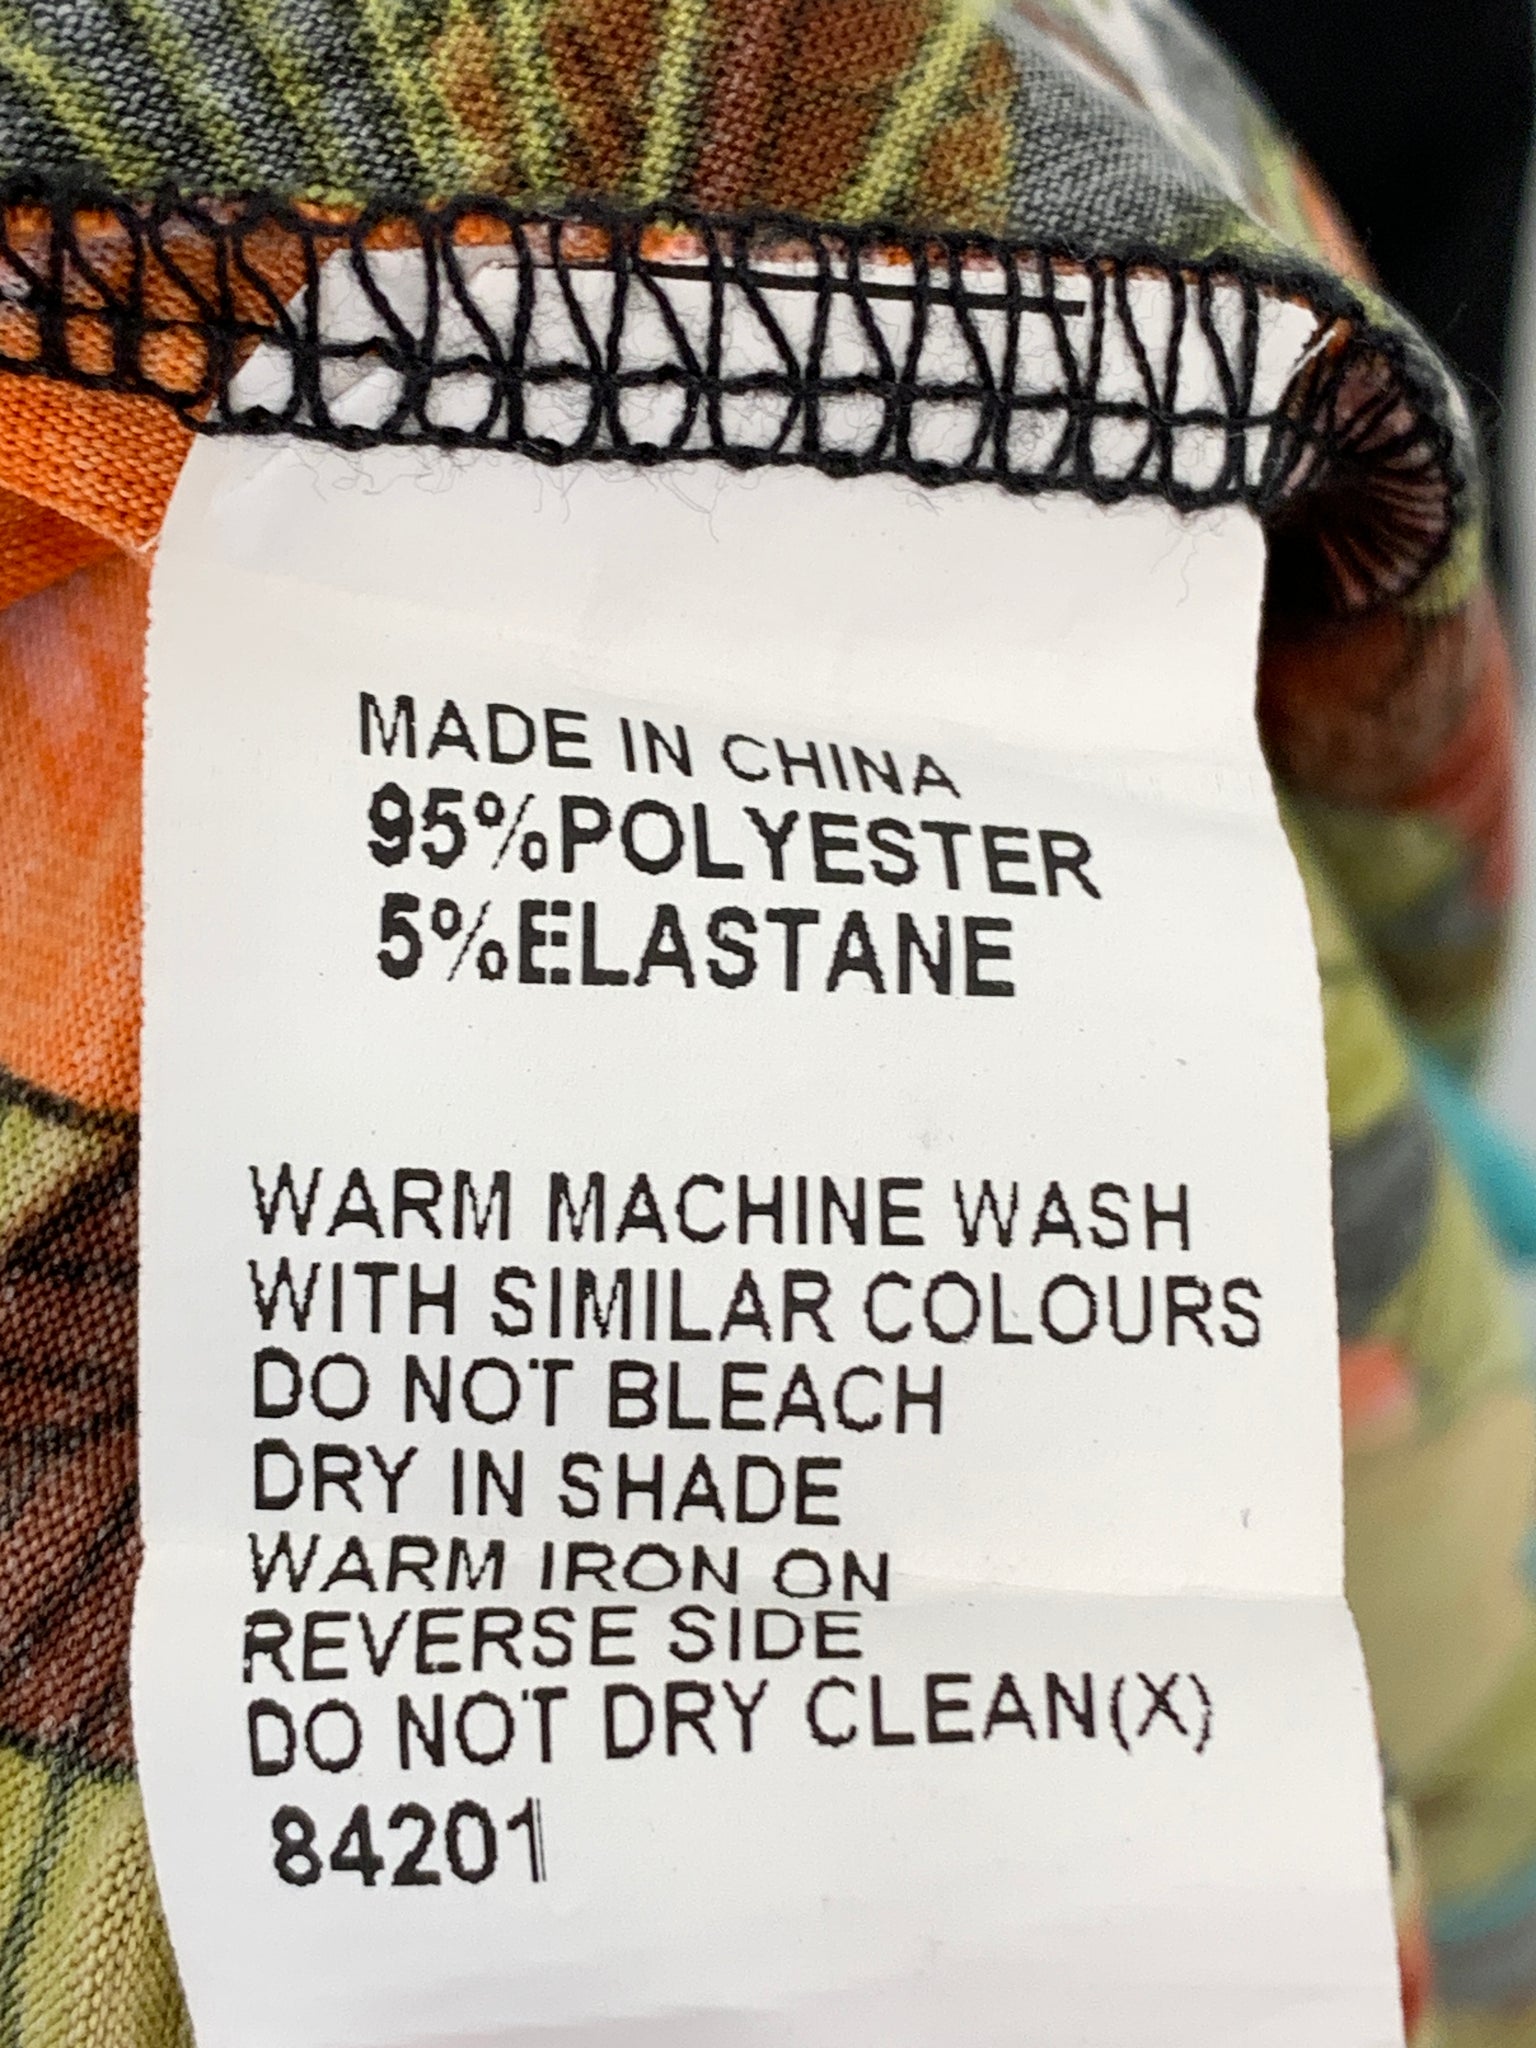 MADE IN CHINA
95%POLYESTER
5%ELASTANE
WARM MACHINE WASH
WITH SIMILAR COLOURS
DO NOT BLEACH
DRY IN SHADE
WARM IRON ON
REVERSE SIDE
DO NOT DRY CLEAN(X)
84201